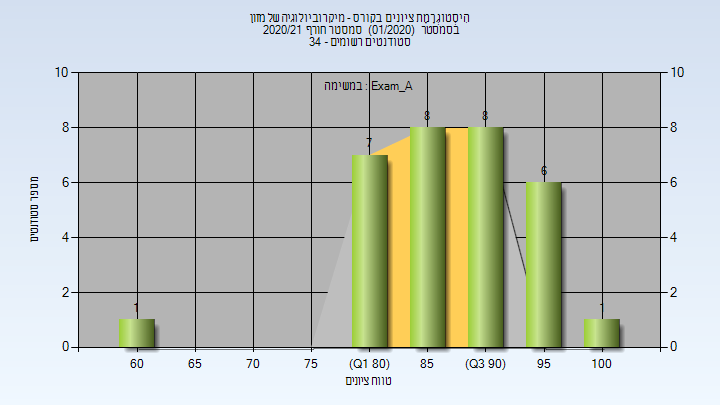 היסטוגרמת ציונים בקורס - מיקרוביולוגיה של מזון
בסמסטר (01/2020) סמסטר חורף 2020/21
סטודנטים רשומים - 34
במשימה : Exam_A
10 10
8 8
6 6
4 4
2 2
0 0
1 7 8 8 6 1
מספר סטודנטים
60 65 70 75 (Q1 80) 85 (Q3 90) 95 100
טווח ציונים